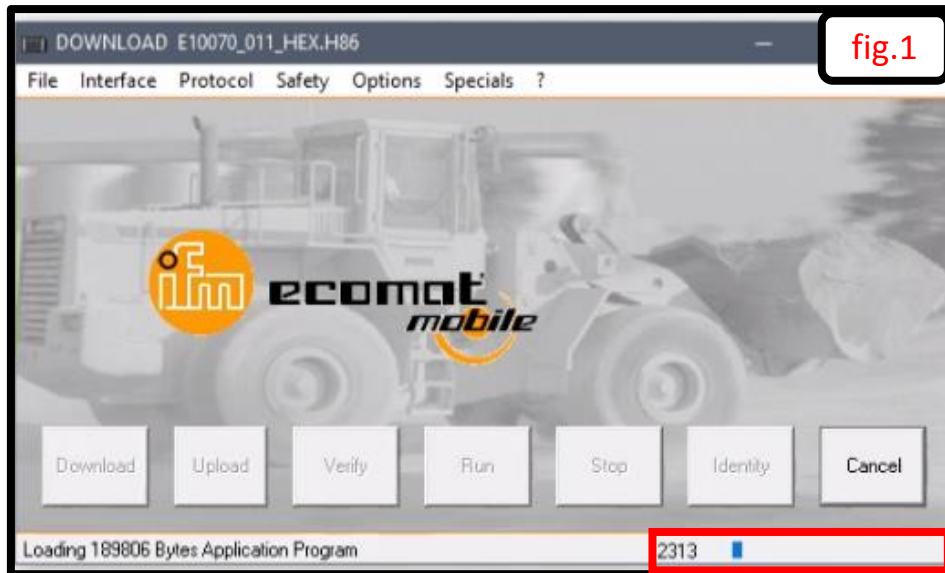 DOWNLOAD E10070_011_HEX.H86
fig.1
File Interface Protocol Safety Options Specials ?
ifm ecomat
mobile
Download Upload Verify Run Stop Identity Cancel
Loading 189806 Bytes Application Program 2313